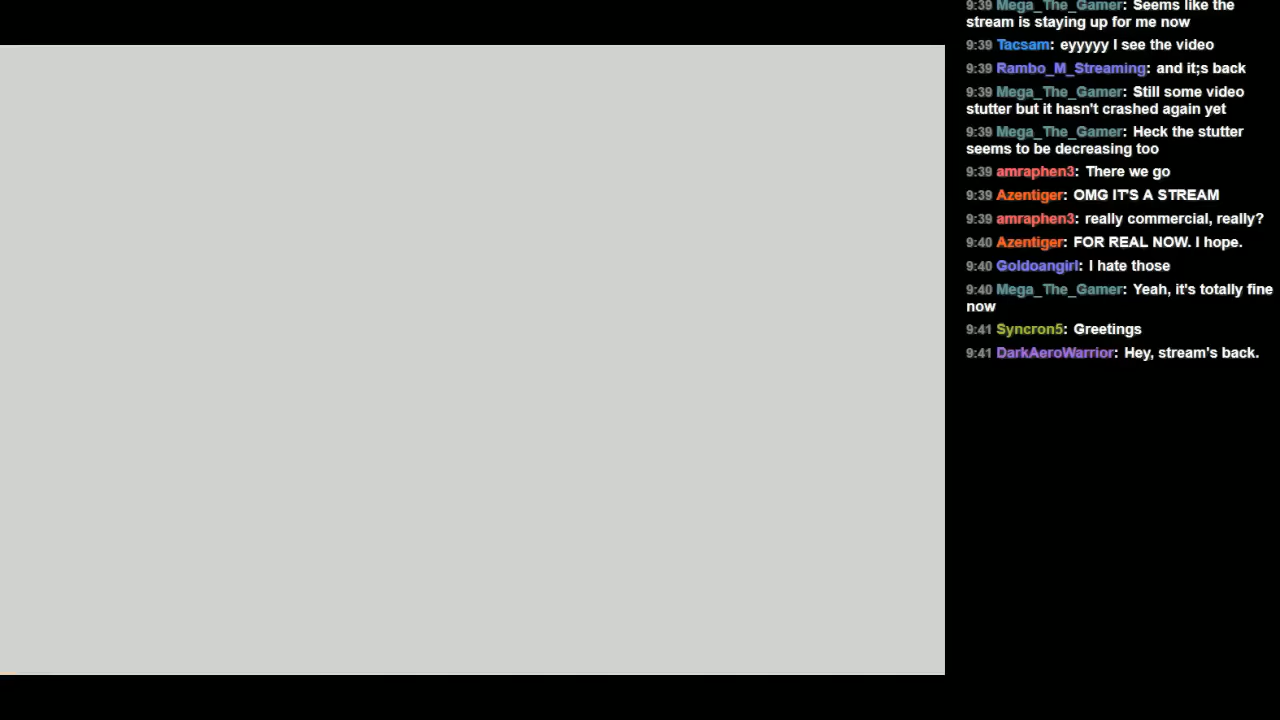 9:39 Mega_The_Gamer: Seems like the
stream is staying up for me now
9:39 Tacsam: eyyyyy I see the video
9:39 Rambo_M_Streaming: and it;s back
9:39 Mega_The_Gamer: Still some video
stutter but it hasn't crashed again yet
9:39 Mega_The_Gamer: Heck the stutter
seems to be decreasing too
9:39 amraphen3: There we go
9:39 Azentiger: OMG IT'S A STREAM
9:39 amraphen3: really commercial, really?
9:40 Azentiger: FOR REAL NOW. I hope.
9:40 Goldoangirl: I hate those
9:40 Mega_The_Gamer: Yeah, it's totally fine
now
9:41 Syncron5: Greetings
9:41 DarkAeroWarrior: Hey, stream's back.